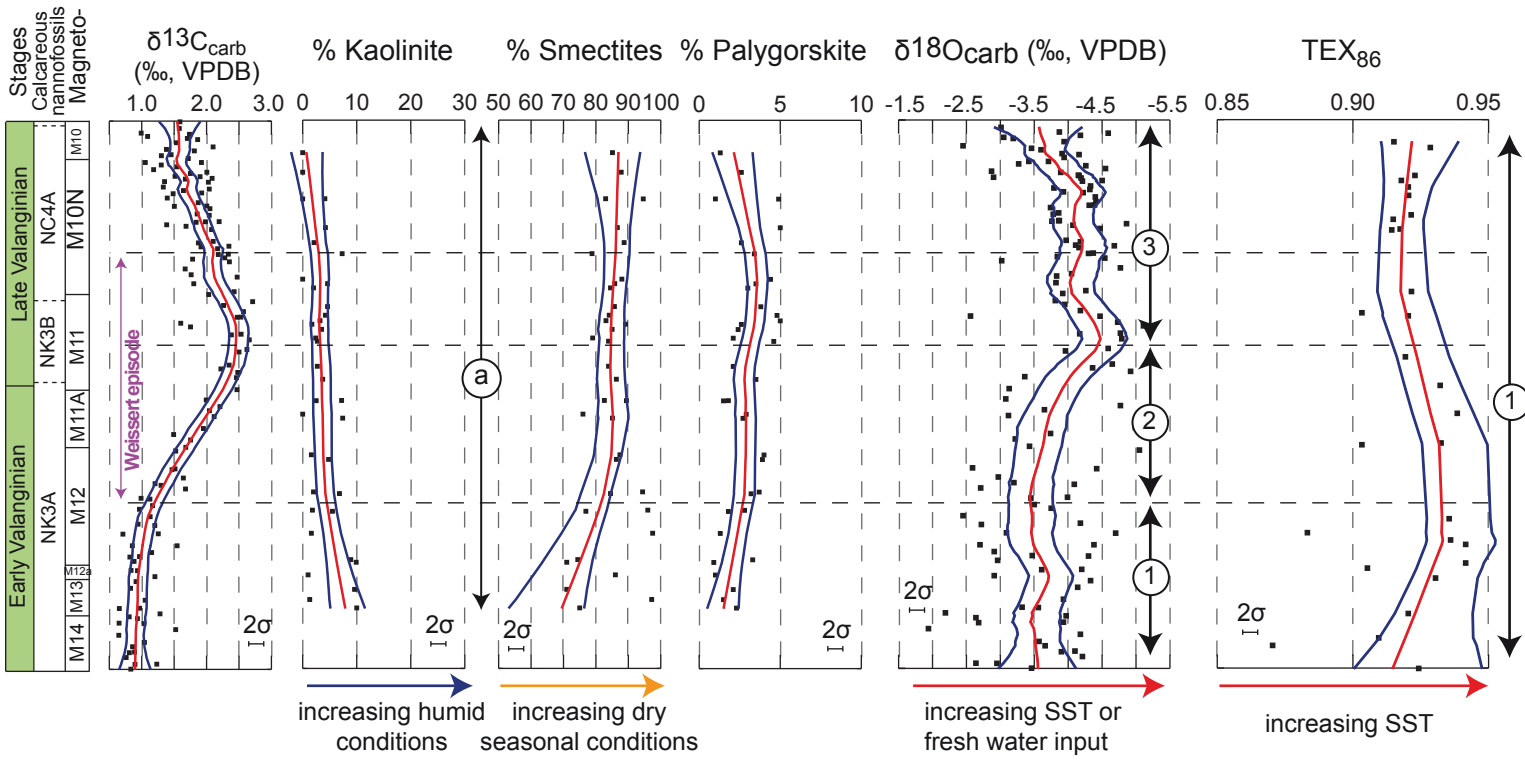 Stages
Calcareous
nannofossils
Magneto-
δ13Ccarb
(‰, VPDB)
% Kaolinite
% Smectites
% Palygorskite
δ18Ocarb (‰, VPDB)
TEX86
1.0 2.0 3.0
0 10 20 30
50 60 70 80 90 100
0 5 10
-1.5 -2.5 -3.5 -4.5 -5.5
0.85 0.90 0.95
Late Valanginian
Early Valanginian
NC4A
NK3B
NK3A
M10
M10N
M11
M11A
M12
M12a
M13
M14
Weissert episode
a
3
2
1
1
2σ
2σ
2σ
2σ
2σ
2σ
increasing humid
conditions
increasing dry
seasonal conditions
increasing SST or
fresh water input
increasing SST